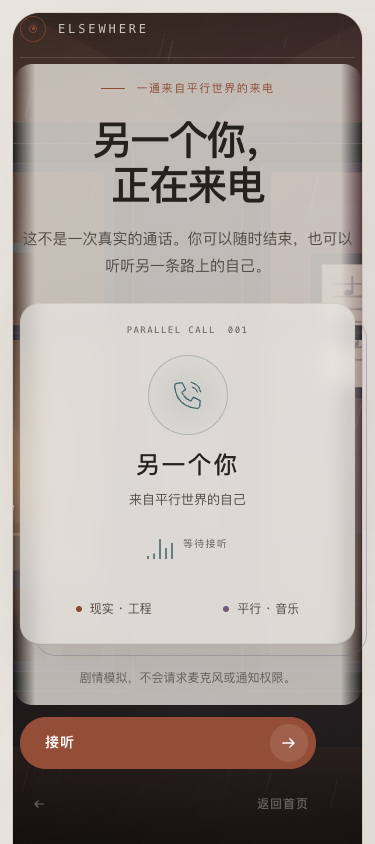 ELSEWHERE
一通来自平行世界的来电
另一个你，
正在来电
这不是一次真实的通话。你可以随时结束，也可以
听听另一条路上的自己。
PARALLEL CALL 001
另一个你
来自平行世界的自己
等待接听
现实 · 工程
平行 · 音乐
剧情模拟，不会请求麦克风或通知权限。
接听
返回首页